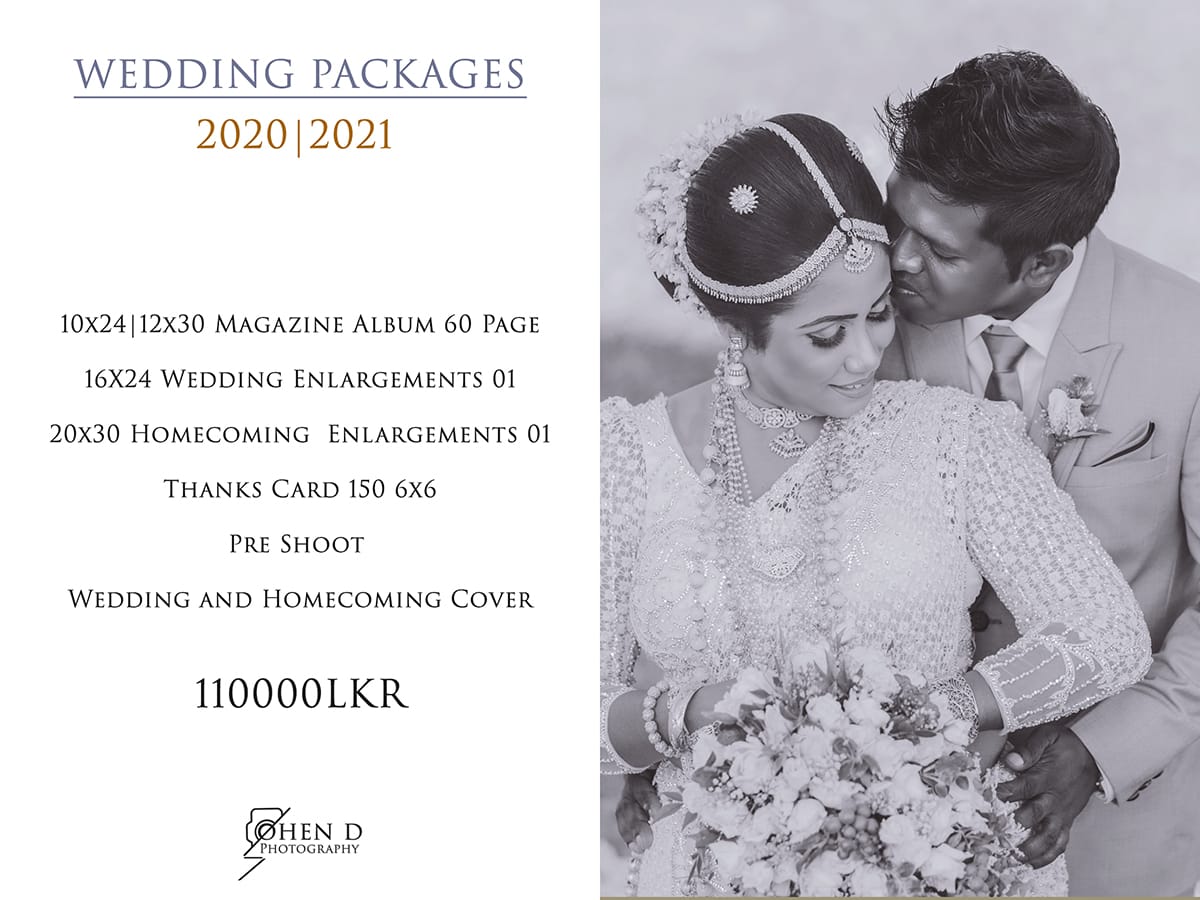 WEDDING PACKAGES
2020|2021
10x24|12x30 Magazine Album 60 Page
16X24 Wedding Enlargements 01
20x30 Homecoming Enlargements 01
Thanks Card 150 6x6
Pre Shoot
Wedding and Homecoming Cover
110000LKR
OHEN D
Photography